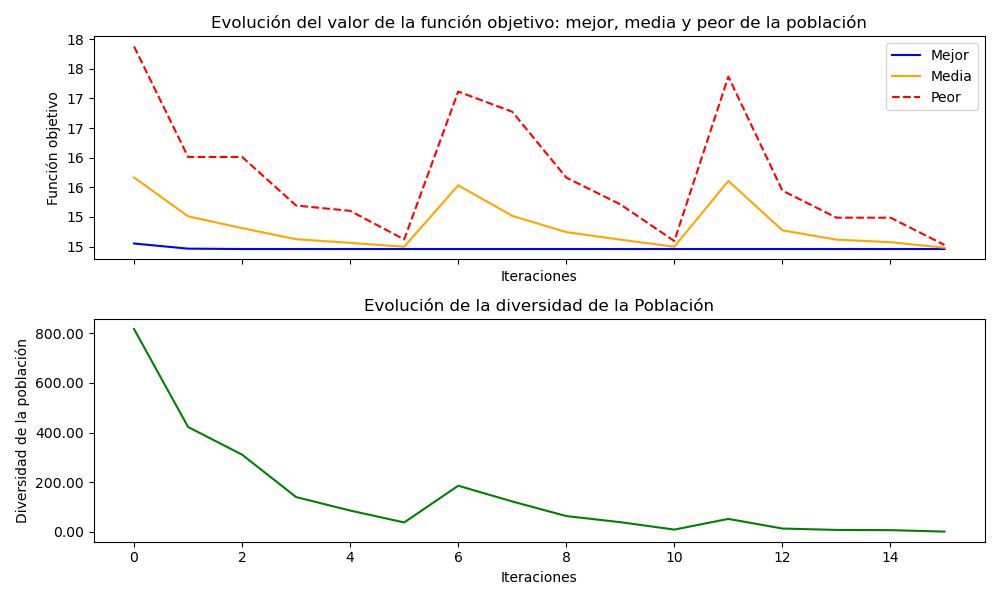 Evolución del valor de la función objetivo: mejor, media y peor de la población
18
18
17
17
16
16
15
15
Función objetivo
Mejor
Media
Peor
Iteraciones
Evolución de la diversidad de la Población
800.00
600.00
400.00
200.00
0.00
Diversidad de la población
0 2 4 6 8 10 12 14
Iteraciones